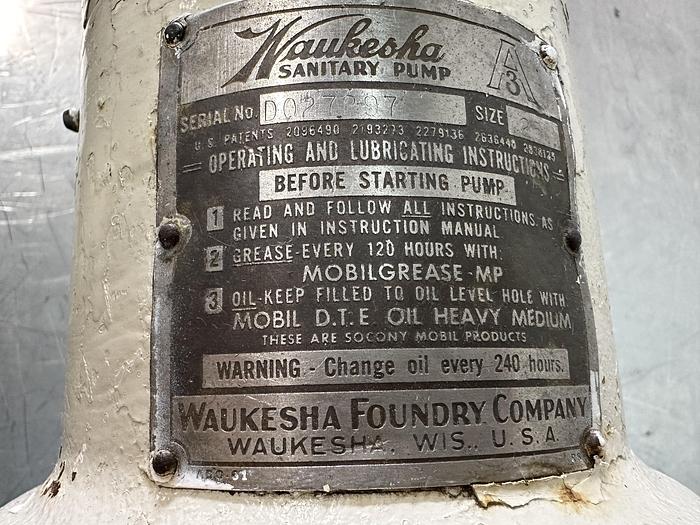 Waukesha
SANITARY PUMP
A
3
SERIAL No. SIZE 2
U.S. PATENTS 2096490 2193273 2279136 2636440
OPERATING AND LUBRICATING INSTRUCTIONS
BEFORE STARTING PUMP.
1 READ AND FOLLOW ALL INSTRUCTIONS AS
GIVEN IN INSTRUCTION MANUAL
2 GREASE-EVERY 120 HOURS WITH:
MOBILGREASE-MP
3 OIL-KEEP FILLED TO OIL LEVEL HOLE WITH
MOBIL D.T.E. OIL HEAVY MEDIUM
THESE ARE SOCONY MOBIL PRODUCTS
WARNING - Change oil every 240 hours.
WAUKESHA FOUNDRY COMPANY
WAUKESHA, WIS., U.S.A.